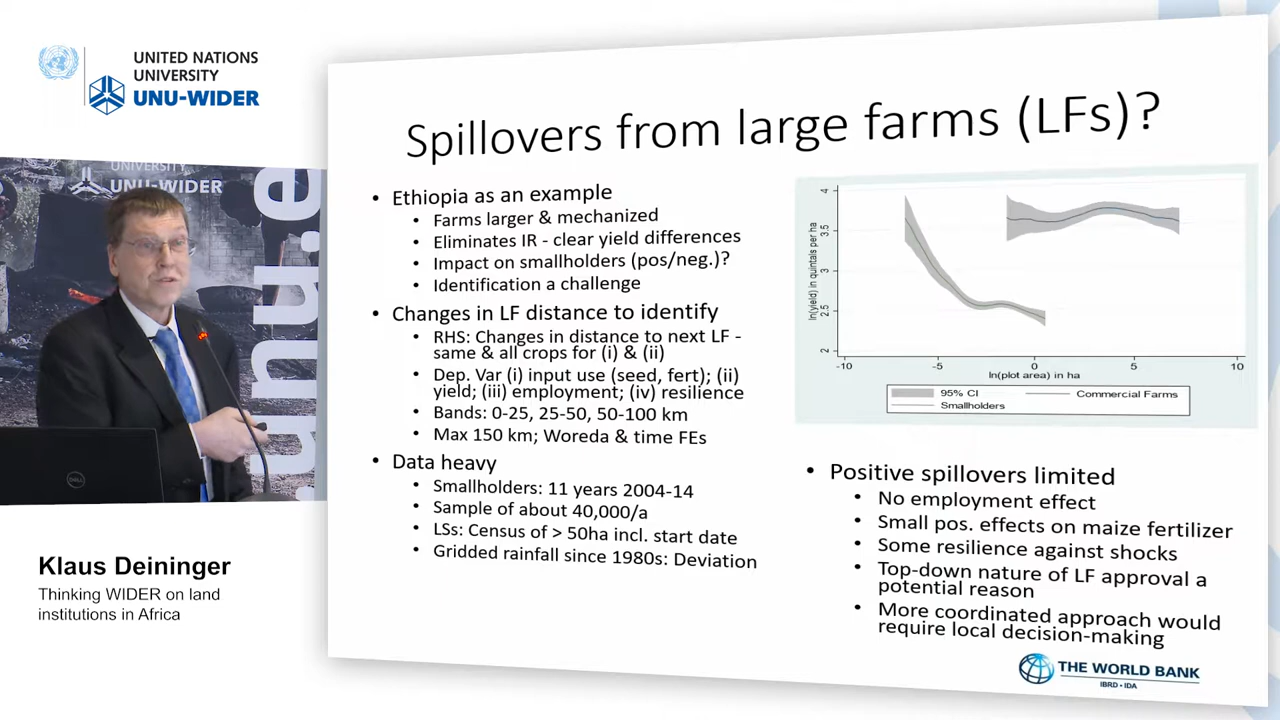 UNITED NATIONS
UNIVERSITY
UNU-WIDER
UNIVERSITY
UNU-WIDER
unu.e
DELL
Klaus Deininger
Thinking WIDER on land
institutions in Africa
Spillovers from large farms (LFs)?
• Ethiopia as an example
• Farms larger & mechanized
• Eliminates IR - clear yield differences
• Impact on smallholders (pos/neg.)?
• Identification a challenge
• Changes in LF distance to identify
• RHS: Changes in distance to next LF -
same & all crops for (i) & (ii)
• Dep. Var (i) input use (seed, fert); (ii)
yield; (iii) employment; (iv) resilience
• Bands: 0-25, 25-50, 50-100 km
• Max 150 km; Woreda & time FEs
• Data heavy
• Smallholders: 11 years 2004-14
• Sample of about 40,000/a
• LSs: Census of > 50ha incl. start date
• Gridded rainfall since 1980s: Deviation
ln(yield) in quintals per ha
4
3.5
3
2.5
2
-10 -5 0 5 10
ln(plot area) in ha
95% CI Commercial Farms
Smallholders
• Positive spillovers limited
• No employment effect
• Small pos. effects on maize fertilizer
• Some resilience against shocks
• Top-down nature of LF approval a
potential reason
• More coordinated approach would
require local decision-making
THE WORLD BANK
IBRD • IDA